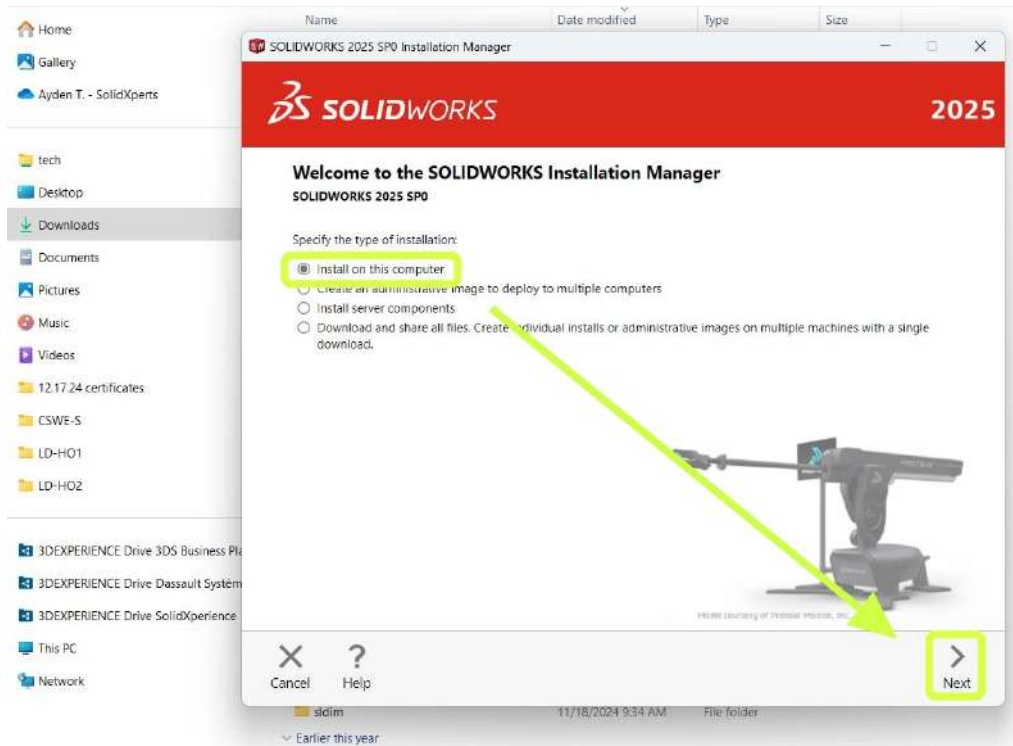 Name Date modified Type Size
Home
Gallery
Ayden T. - SolidXperts
tech
Desktop
Downloads
Documents
Pictures
Music
Videos
12.17.24 certificates
CSWE-S
LD-HO1
LD-HO2
3DEXPERIENCE Drive 3DS Business Pla
3DEXPERIENCE Drive Dassault Systèm
3DEXPERIENCE Drive SolidXperience
This PC
Network
SOLIDWORKS 2025 SP0 Installation Manager
SOLIDWORKS 2025
Welcome to the SOLIDWORKS Installation Manager
SOLIDWORKS 2025 SP0
Specify the type of installation:
Install on this computer
Create an administrative image to deploy to multiple computers
Install server components
Download and share all files. Create individual installs or administrative images on multiple machines with a single
download.
Cancel Help Next
sldim 11/18/2024 9:34 AM File folder
Earlier this year